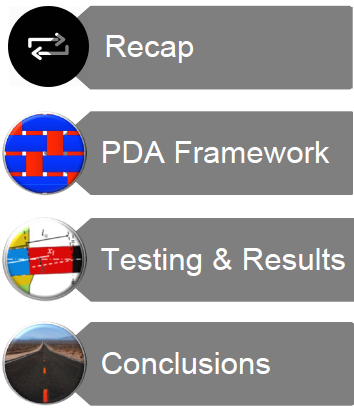 Recap
PDA Framework
Testing & Results
Conclusions